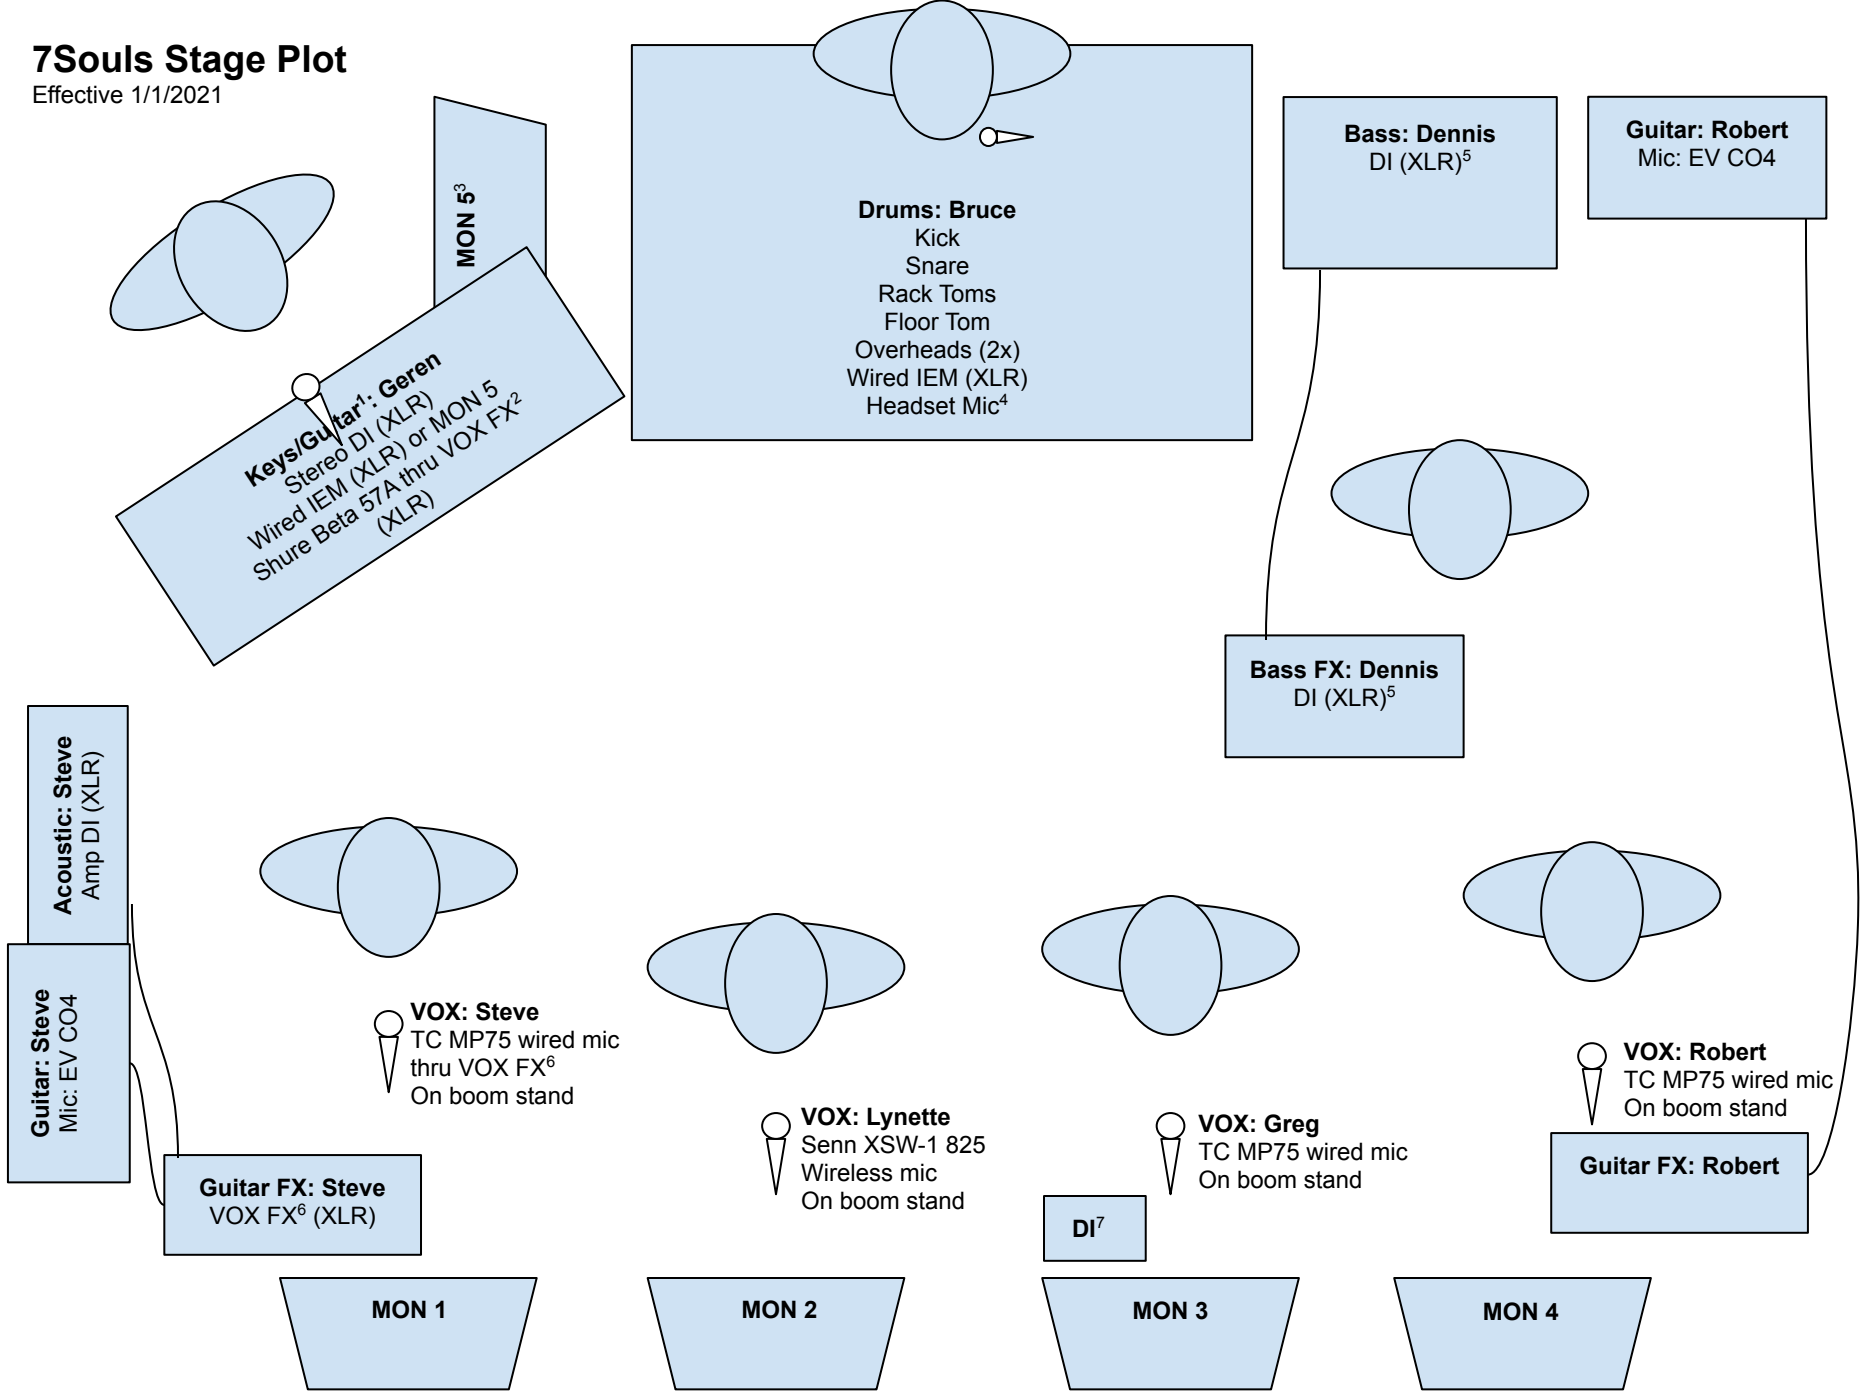 7Souls Stage Plot
Effective 1/1/2021
MON 5³
Keys/Guitar¹: Geren
Stereo DI (XLR)
Wired IEM (XLR) or MON 5
Shure Beta 57A thru VOX FX²
(XLR)
Drums: Bruce
Kick
Snare
Rack Toms
Floor Tom
Overheads (2x)
Wired IEM (XLR)
Headset Mic⁴
Bass: Dennis
DI (XLR)⁵
Guitar: Robert
Mic: EV CO4
Bass FX: Dennis
DI (XLR)⁵
Acoustic: Steve
Amp DI (XLR)
Guitar: Steve
Mic: EV CO4
VOX: Steve
TC MP75 wired mic
thru VOX FX⁶
On boom stand
Guitar FX: Steve
VOX FX⁶ (XLR)
VOX: Lynette
Senn XSW-1 825
Wireless mic
On boom stand
VOX: Greg
TC MP75 wired mic
On boom stand
DI⁷
VOX: Robert
TC MP75 wired mic
On boom stand
Guitar FX: Robert
MON 1
MON 2
MON 3
MON 4